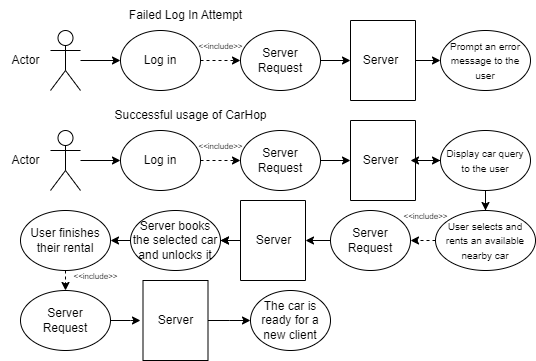 Failed Log In Attempt
Actor
Log in
<<include>>
Server
Request
Server
Prompt an error
message to the
user
Successful usage of CarHop
Actor
Log in
<<include>>
Server
Request
Server
Display car query
to the user
<<include>>
User selects and
rents an available
nearby car
Server
Request
Server
Server books
the selected car
and unlocks it
User finishes
their rental
<<include>>
Server
Request
Server
The car is
ready for a
new client